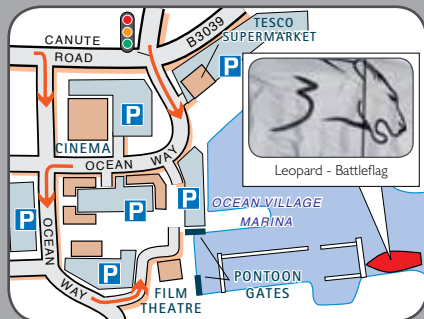 CANUTE
ROAD
B3039
TESCO
SUPERMARKET
P
P
3
Leopard - Battleflag
CINEMA
OCEAN WAY
P
P
P
P
OCEAN
WAY
OCEAN VILLAGE
MARINA
PONTOON
GATES
FILM
THEATRE